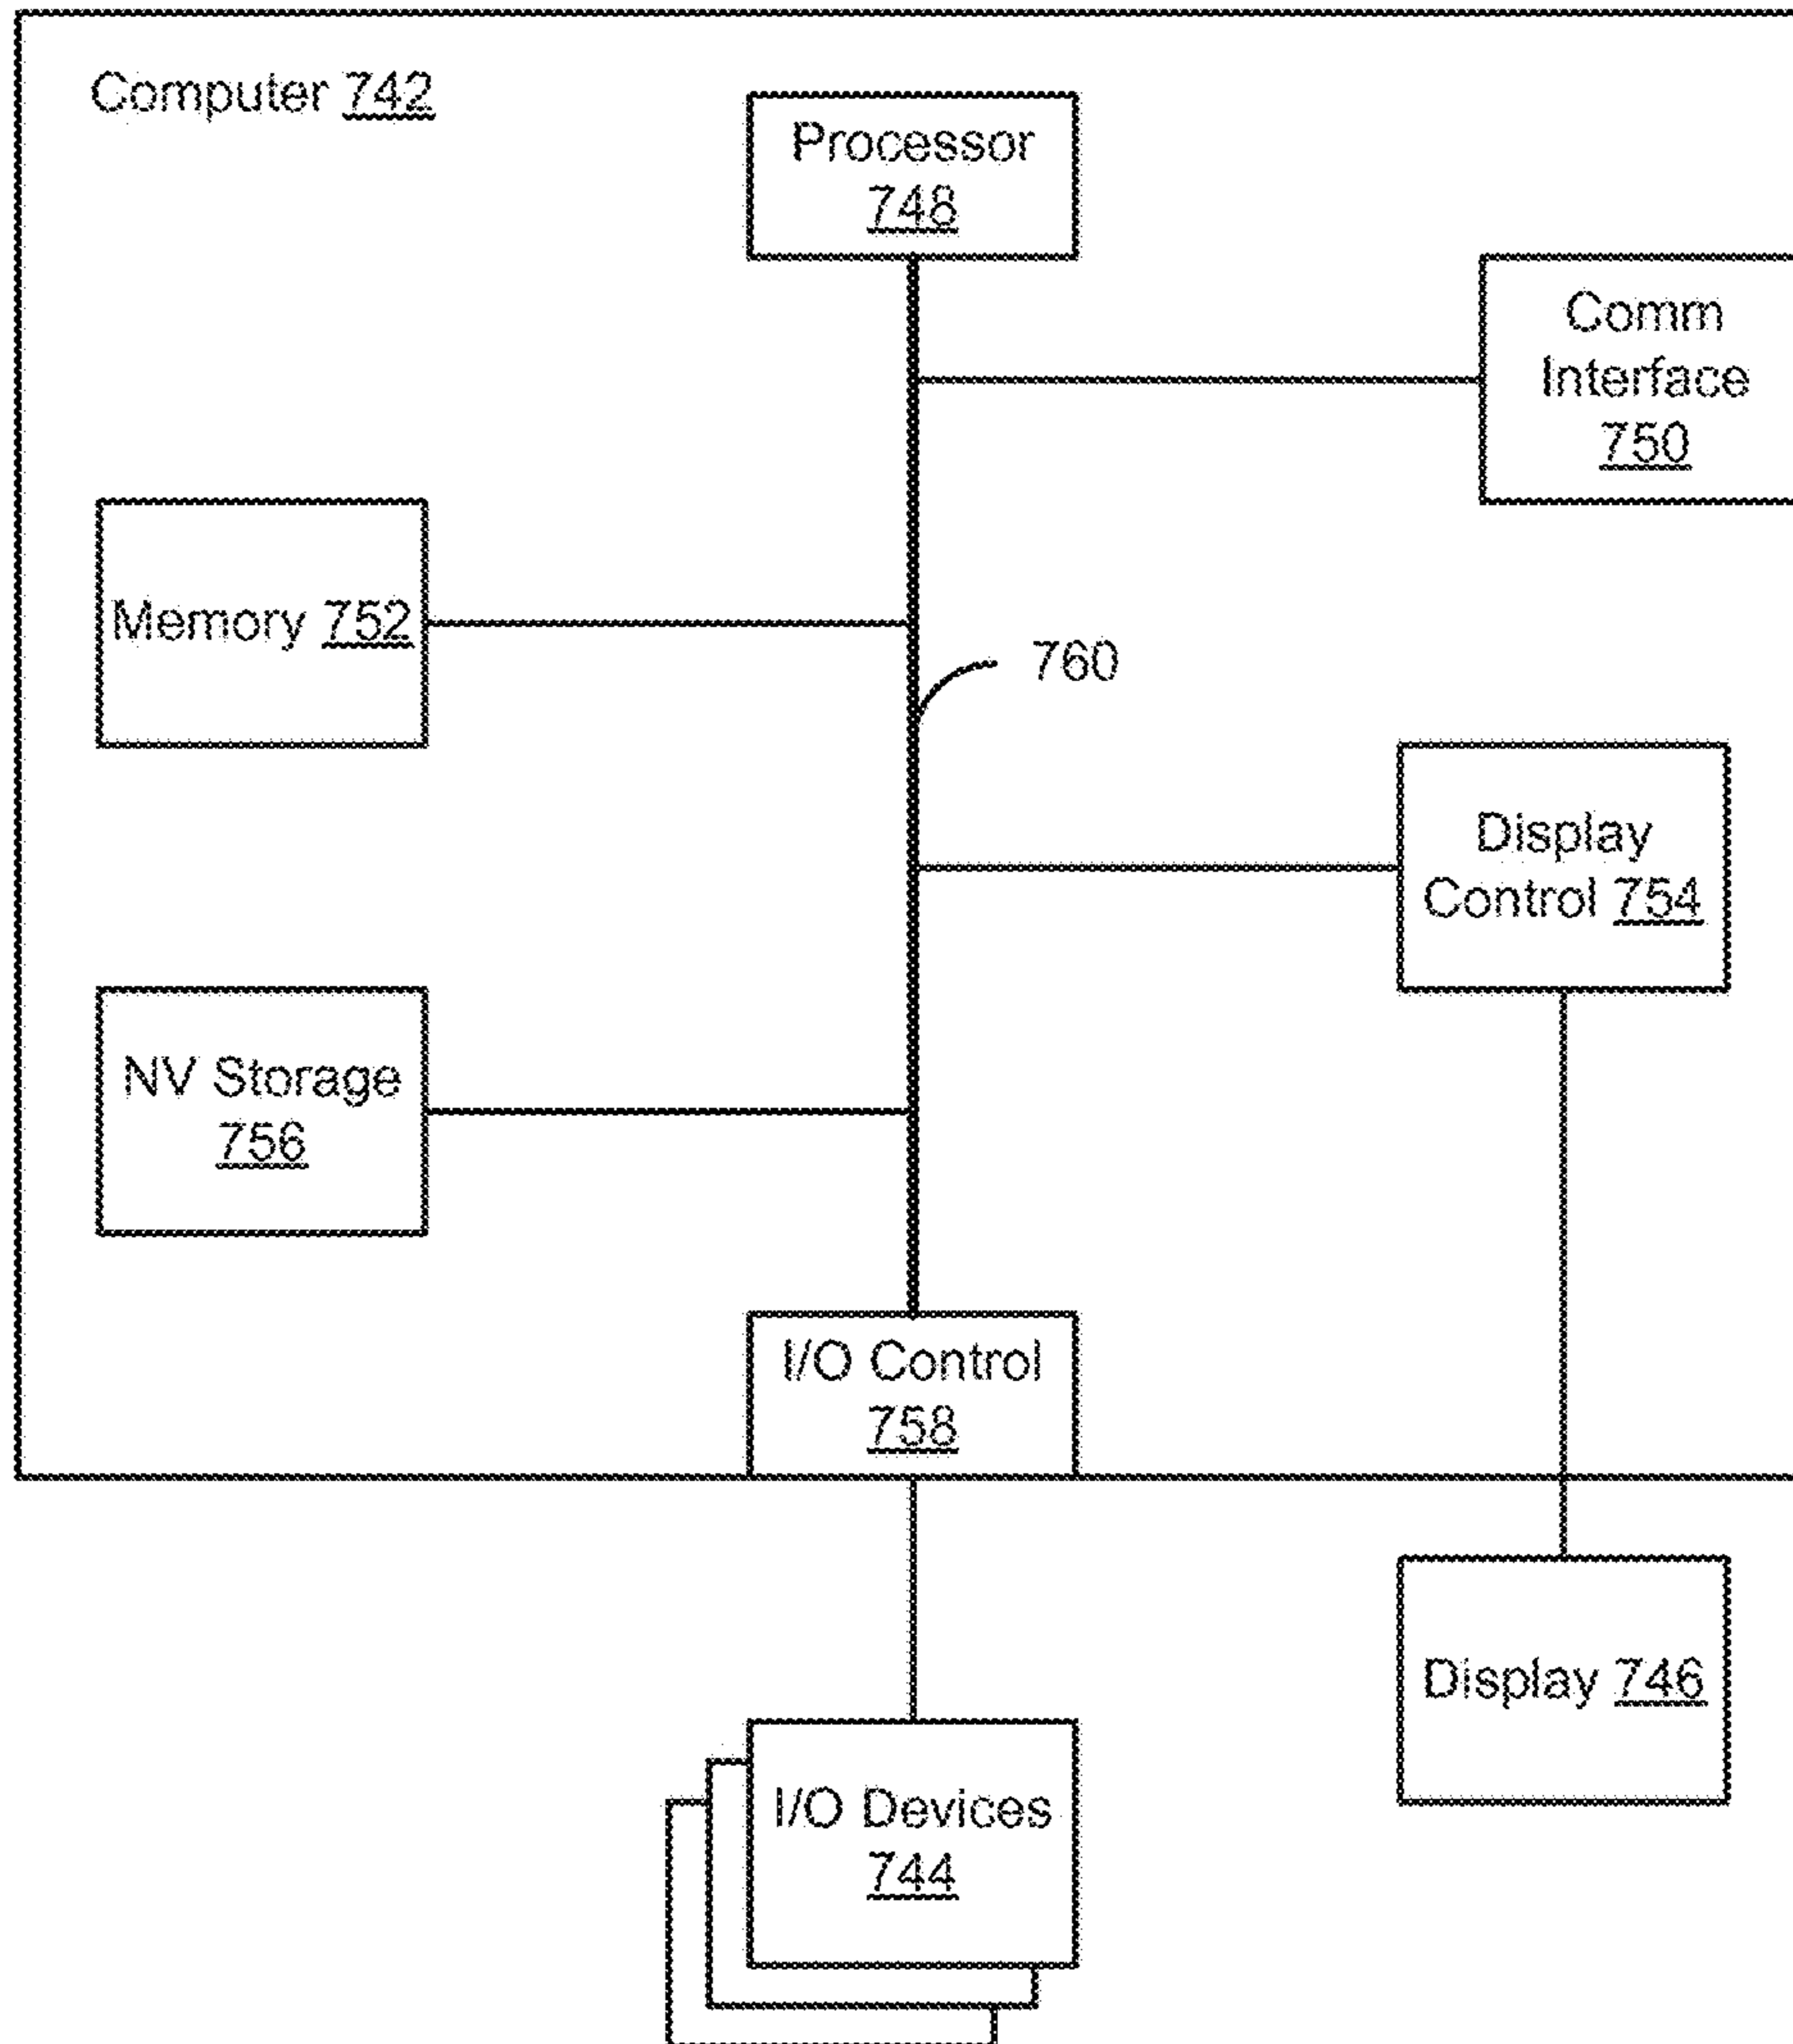 Computer 742
Processor
748
Comm
Interface
750
Memory 752
760
Display
Control 754
NV Storage
756
I/O Control
758
Display 746
I/O Devices
744